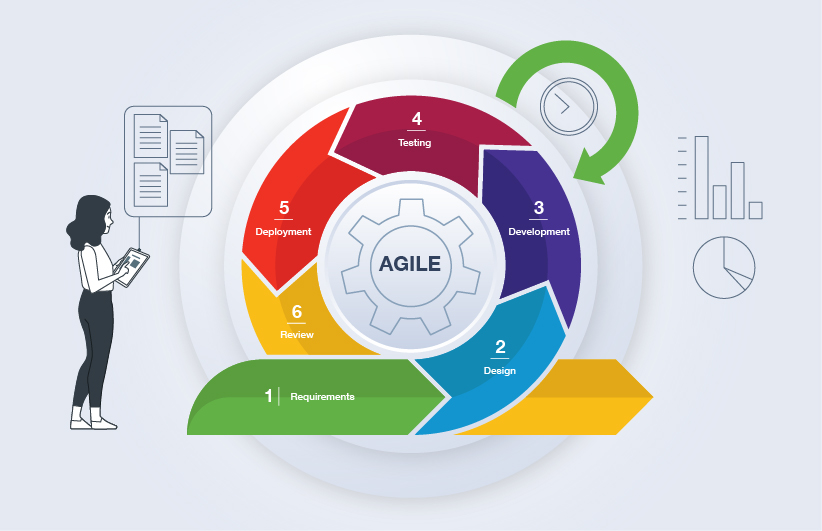 4
Testing
5
Deployment
3
Development
AGILE
6
Review
2
Design
1 Requirements